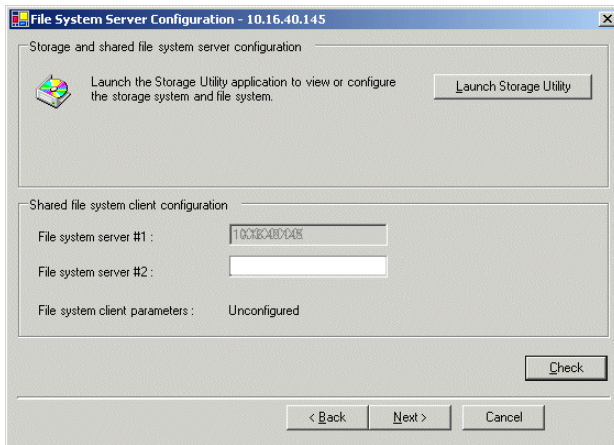 File System Server Configuration - 10.16.40.145
Storage and shared file system server configuration
Launch the Storage Utility application to view or configure
the storage system and file system.
Launch Storage Utility
Shared file system client configuration
File system server #1 :
File system server #2 :
File system client parameters : Unconfigured
Check
< Back
Next >
Cancel